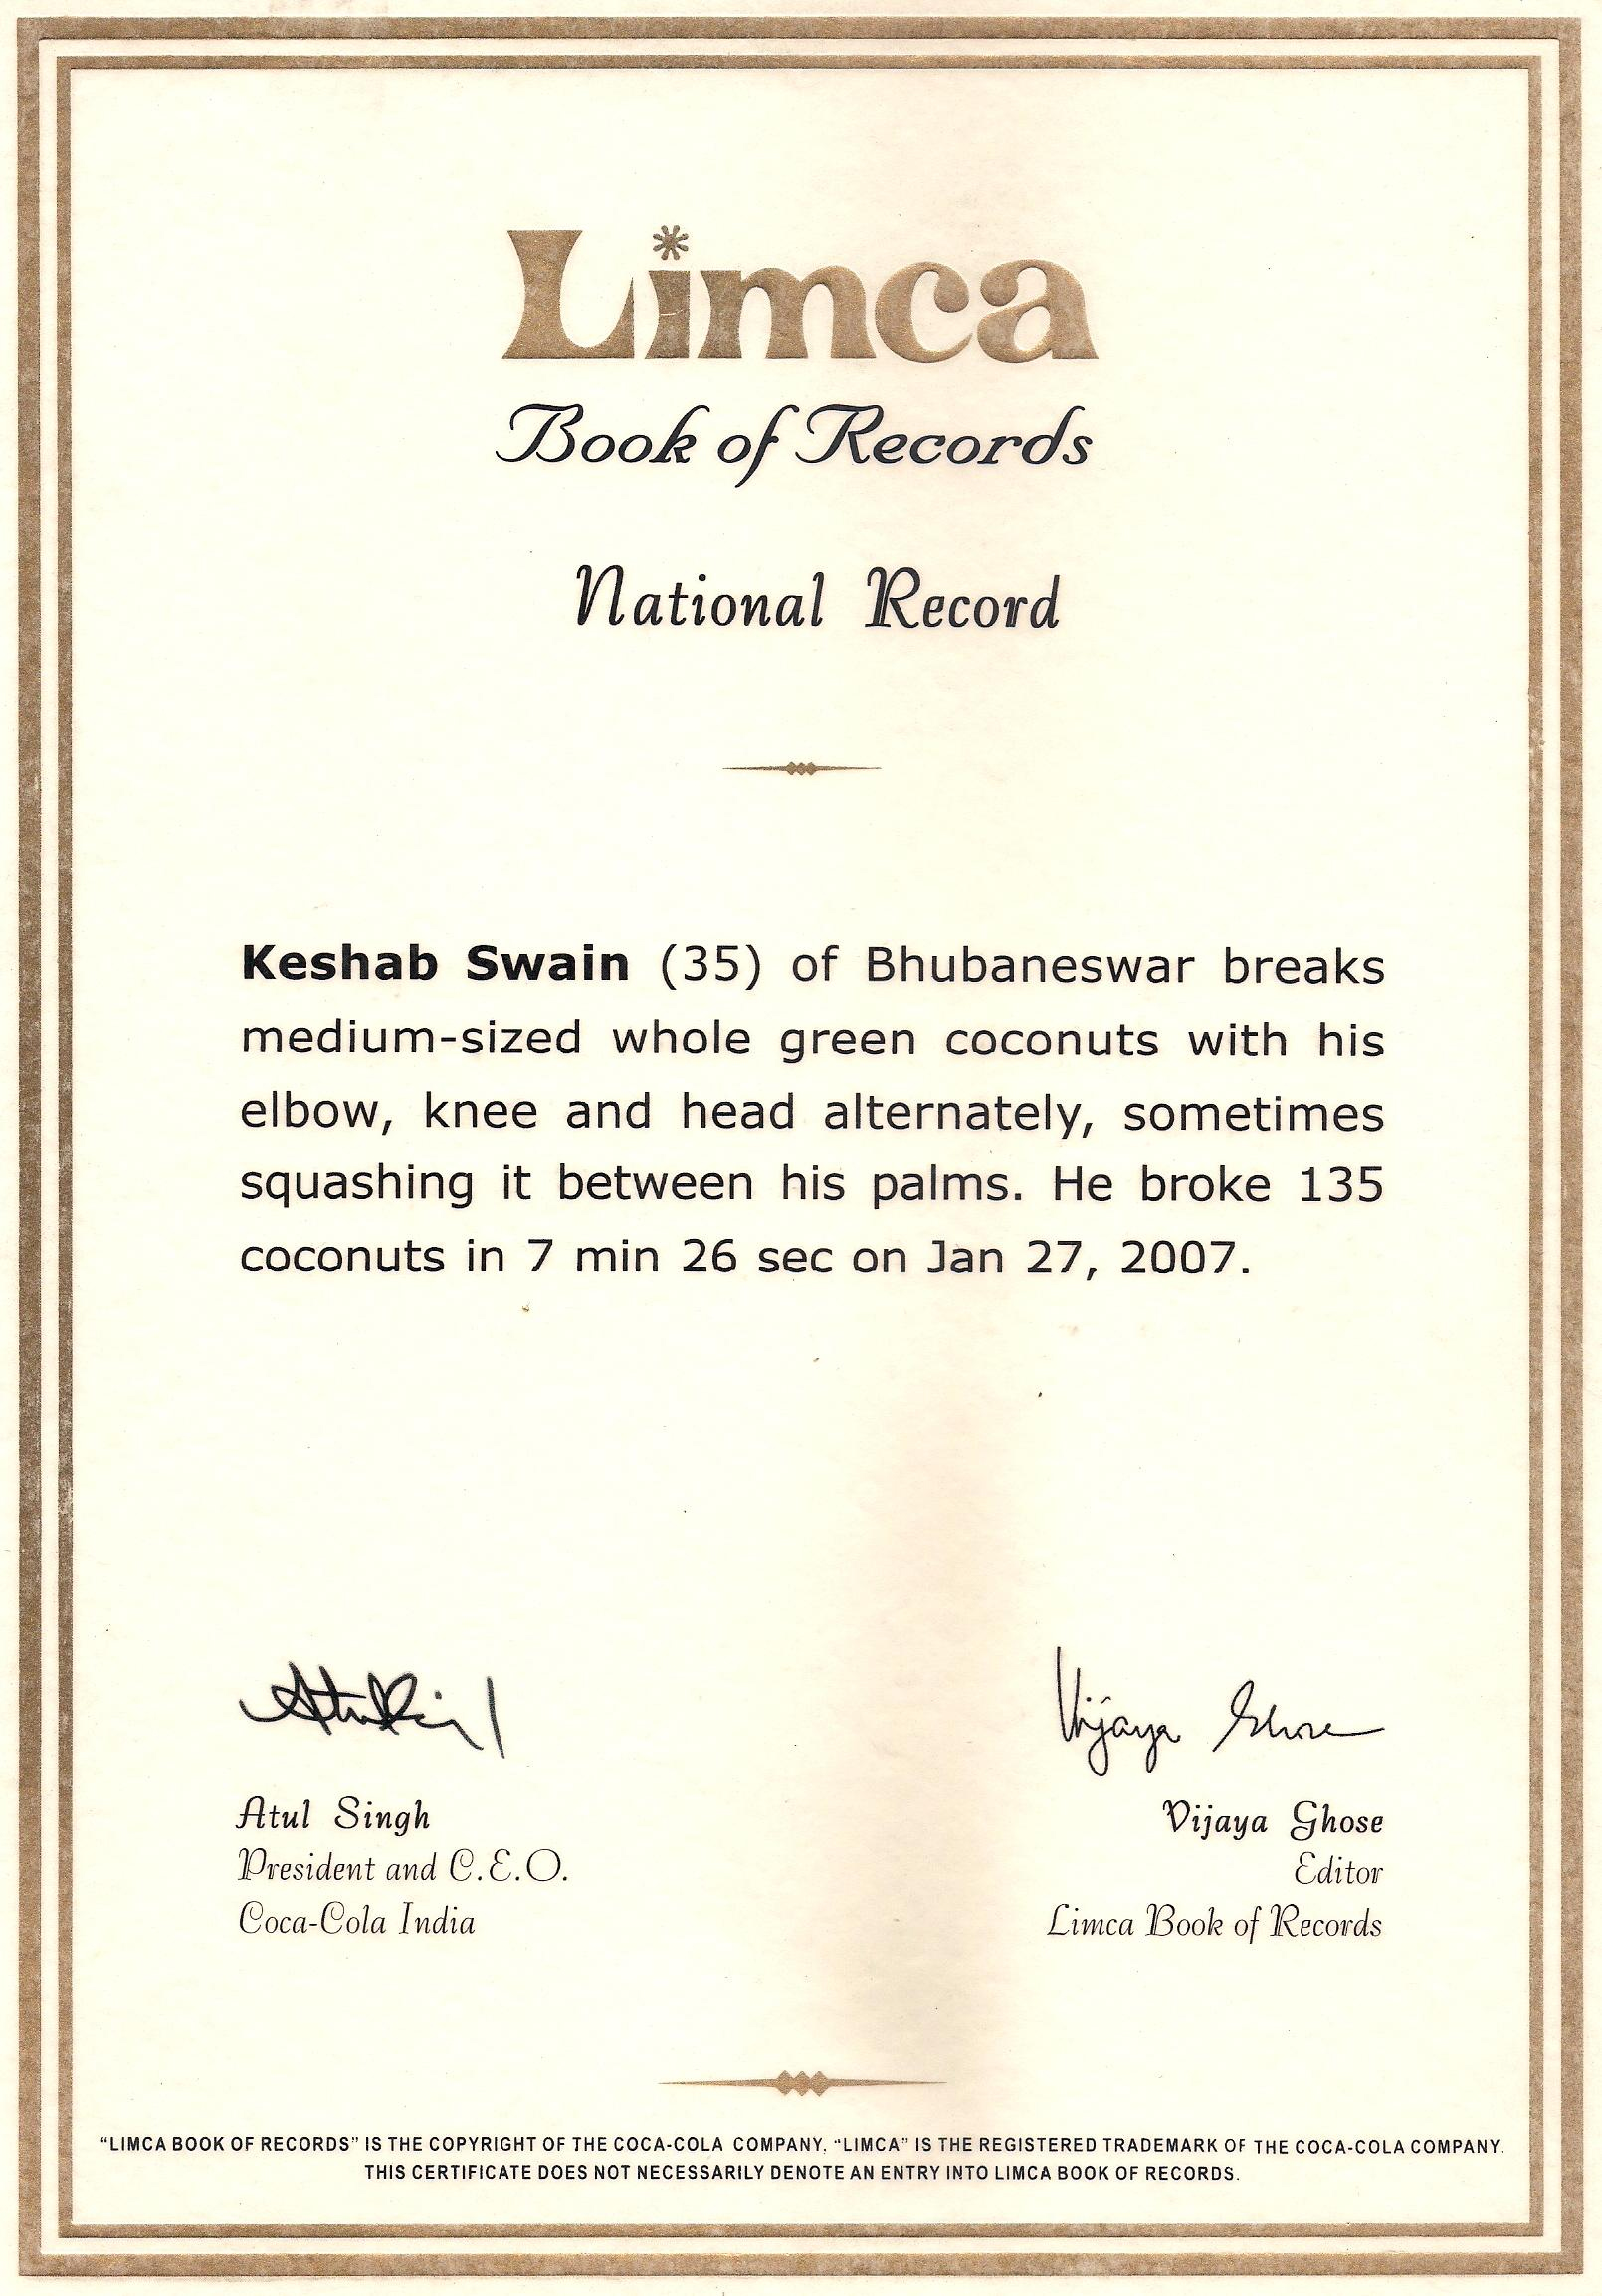 Limca
Book of Records
National Record
Keshab Swain (35) of Bhubaneswar breaks
medium-sized whole green coconuts with his
elbow, knee and head alternately, sometimes
squashing it between his palms. He broke 135
coconuts in 7 min 26 sec on Jan 27, 2007.
Vijaya Ghose
Atul Singh
President and C.E.O.
Coca-Cola India
Vijaya Ghose
Editor
Limca Book of Records
“LIMCA BOOK OF RECORDS” IS THE COPYRIGHT OF THE COCA-COLA COMPANY, “LIMCA” IS THE REGISTERED TRADEMARK OF THE COCA-COLA COMPANY.
THIS CERTIFICATE DOES NOT NECESSARILY DENOTE AN ENTRY INTO LIMCA BOOK OF RECORDS.